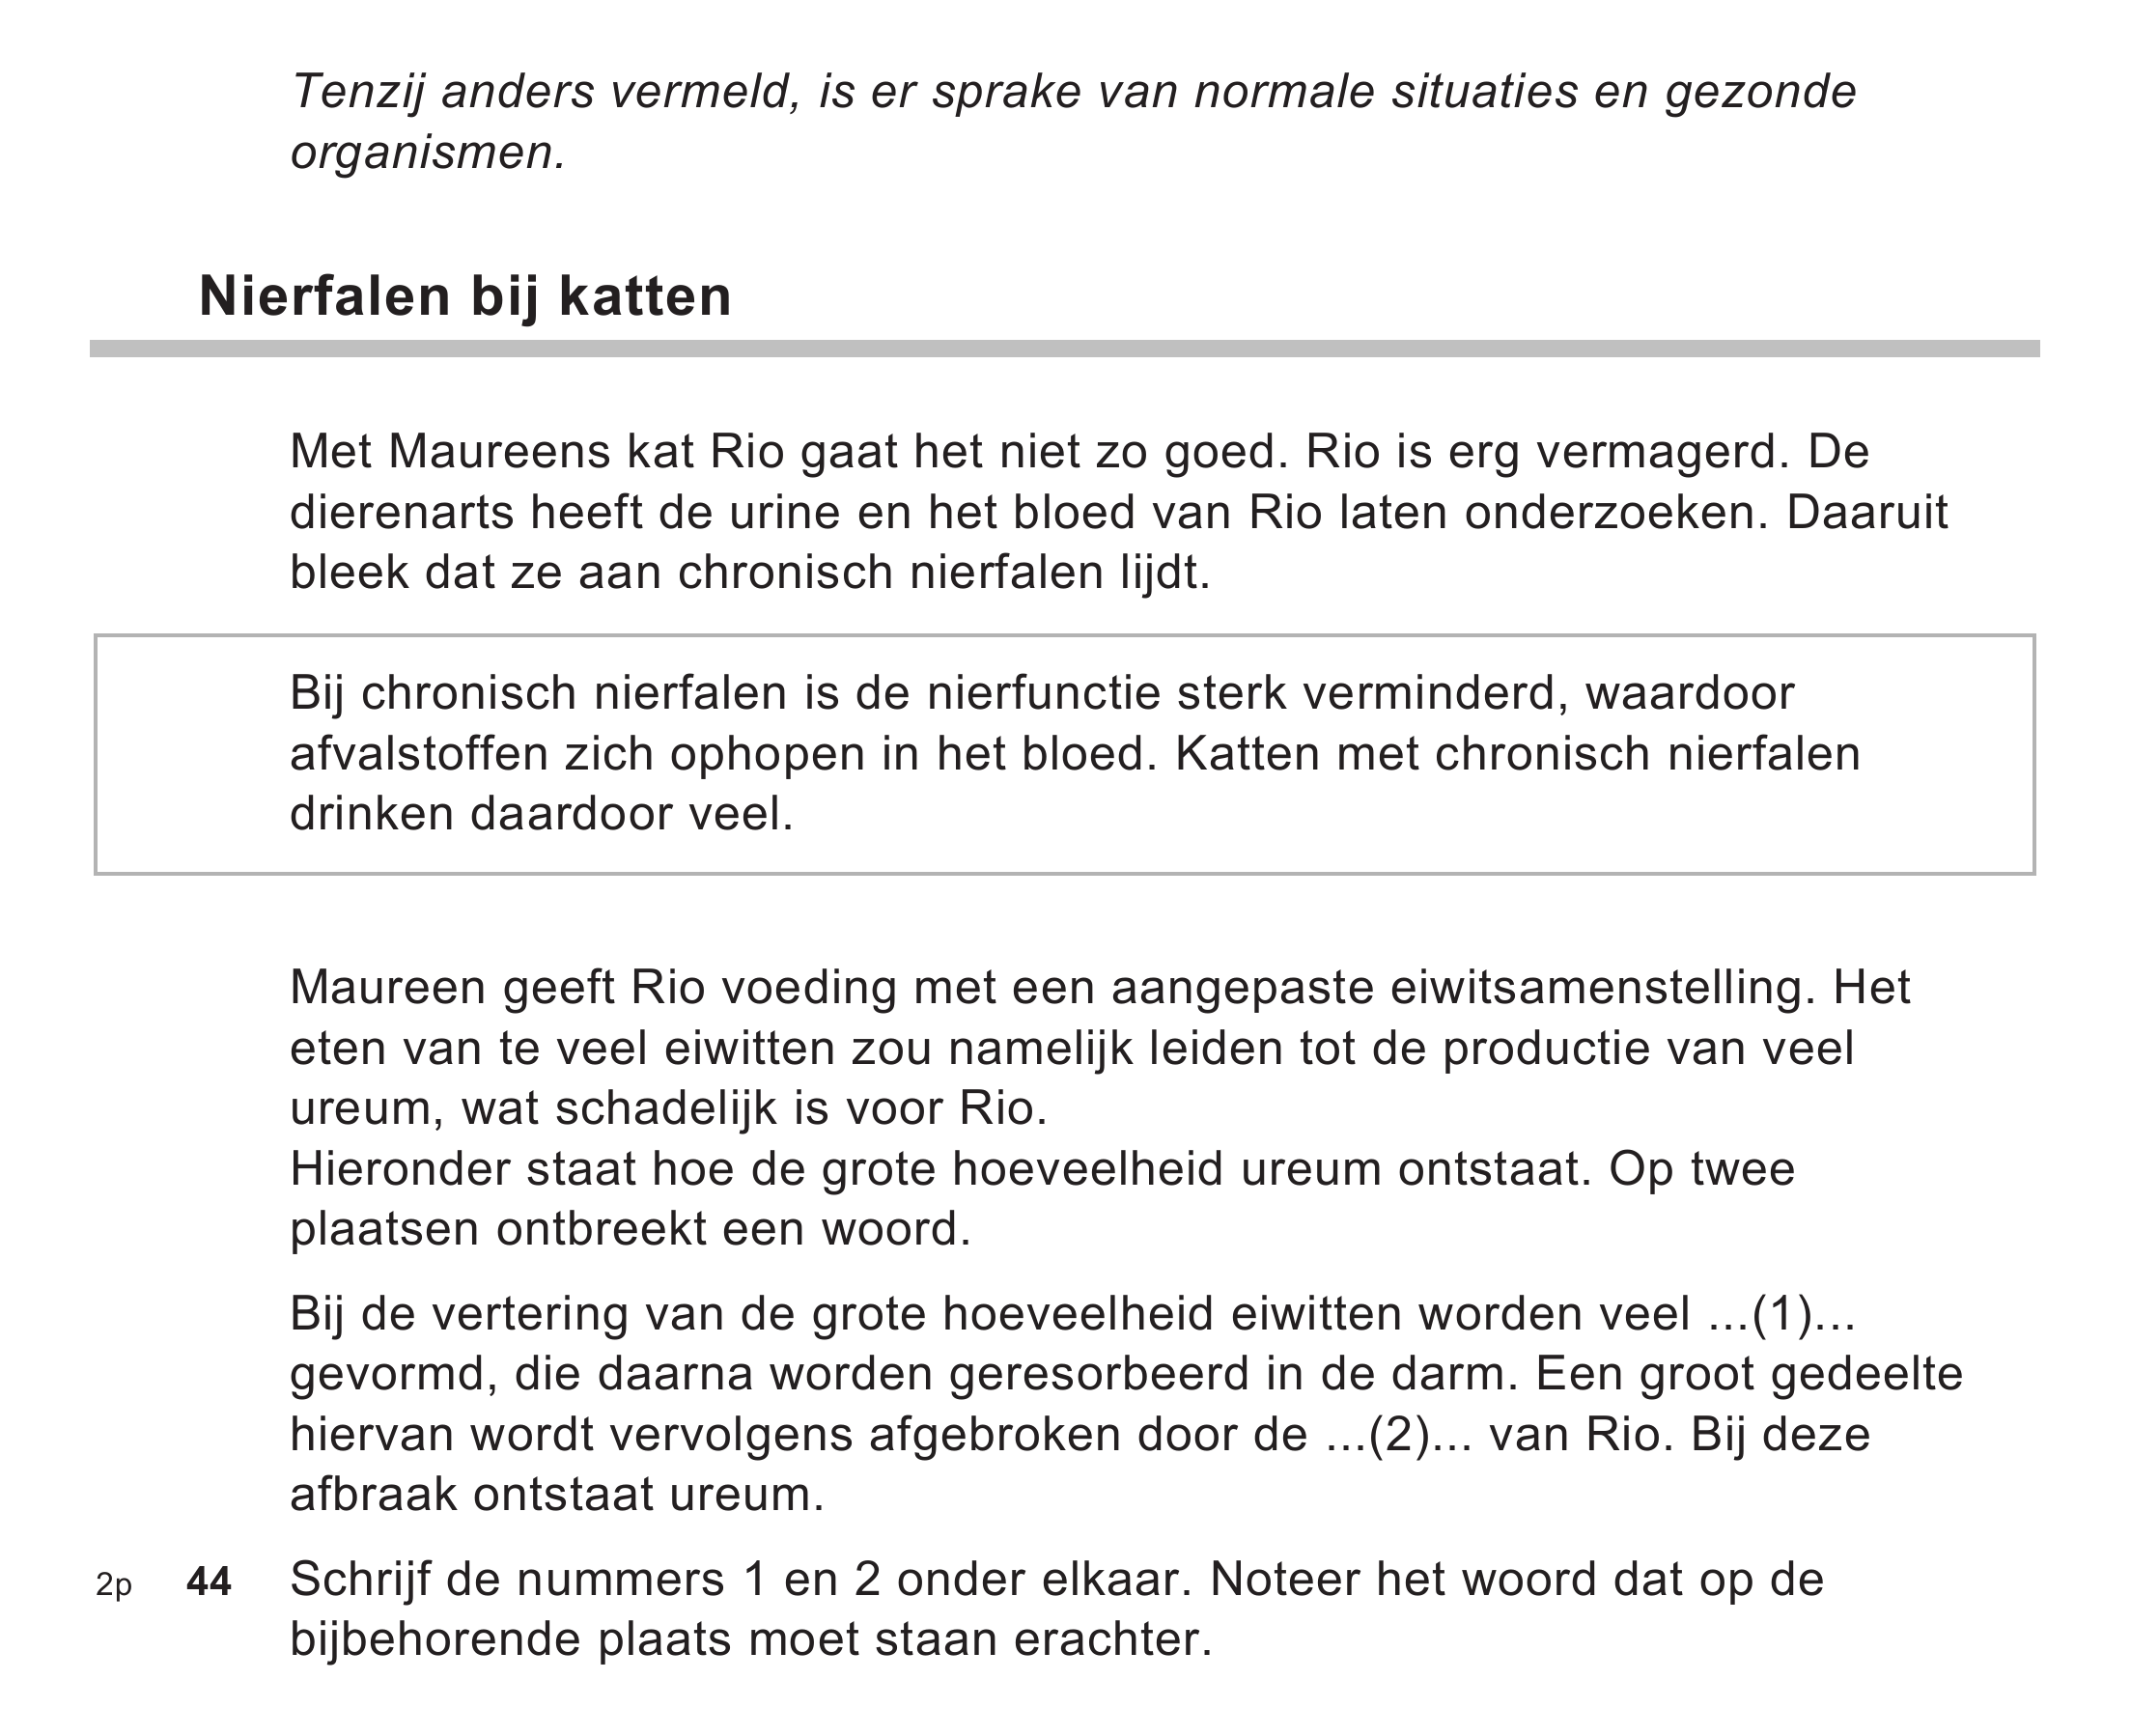 Tenzij anders vermeld, is er sprake van normale situaties en gezonde
organismen.
Nierfalen bij katten
Met Maureens kat Rio gaat het niet zo goed. Rio is erg vermagerd. De
dierenarts heeft de urine en het bloed van Rio laten onderzoeken. Daaruit
bleek dat ze aan chronisch nierfalen lijdt.
Bij chronisch nierfalen is de nierfunctie sterk verminderd, waardoor
afvalstoffen zich ophopen in het bloed. Katten met chronisch nierfalen
drinken daardoor veel.
Maureen geeft Rio voeding met een aangepaste eiwitsamenstelling. Het
eten van te veel eiwitten zou namelijk leiden tot de productie van veel
ureum, wat schadelijk is voor Rio.
Hieronder staat hoe de grote hoeveelheid ureum ontstaat. Op twee
plaatsen ontbreekt een woord.
Bij de vertering van de grote hoeveelheid eiwitten worden veel ...(1)...
gevormd, die daarna worden geresorbeerd in de darm. Een groot gedeelte
hiervan wordt vervolgens afgebroken door de ...(2)... van Rio. Bij deze
afbraak ontstaat ureum.
2p 44 Schrijf de nummers 1 en 2 onder elkaar. Noteer het woord dat op de
bijbehorende plaats moet staan erachter.